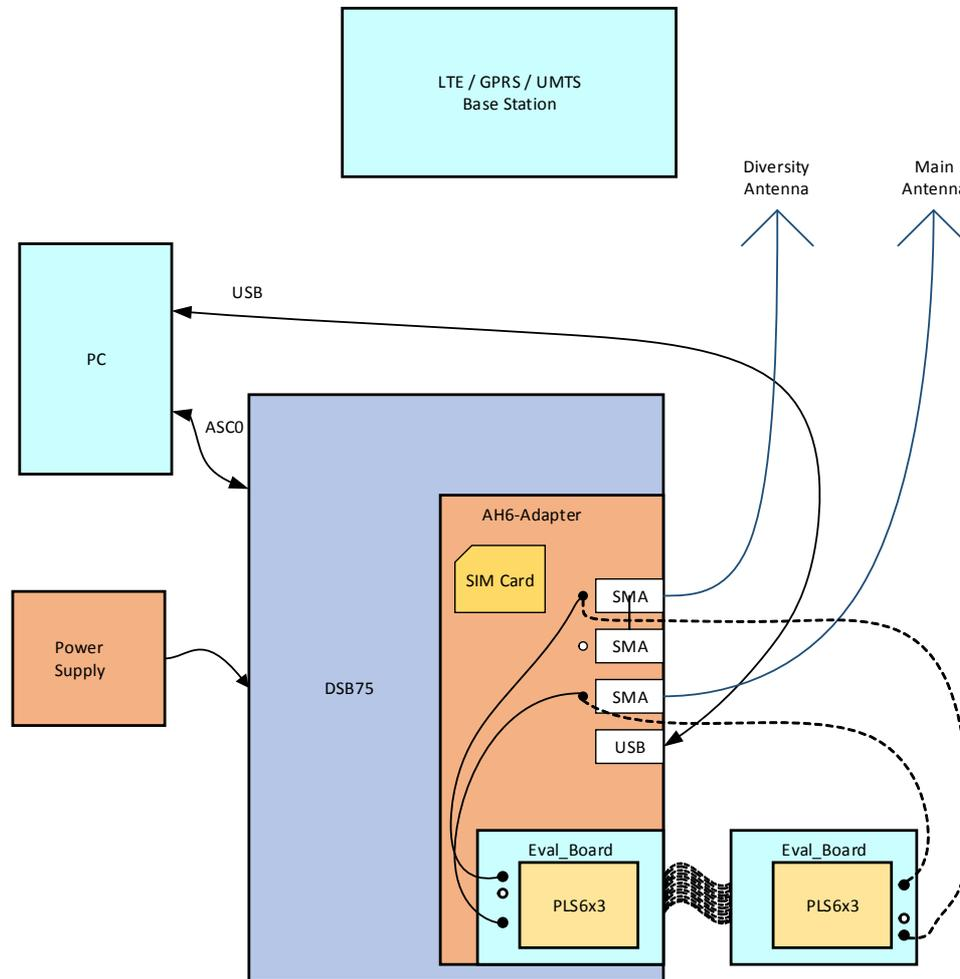 LTE / GPRS / UMTS
Base Station
Diversity
Antenna
Main
Antenna
USB
PC
ASC0
AH6-Adapter
SIM Card
SMA
SMA
SMA
USB
Power
Supply
DSB75
Eval_Board
PLS6x3
Eval_Board
PLS6x3